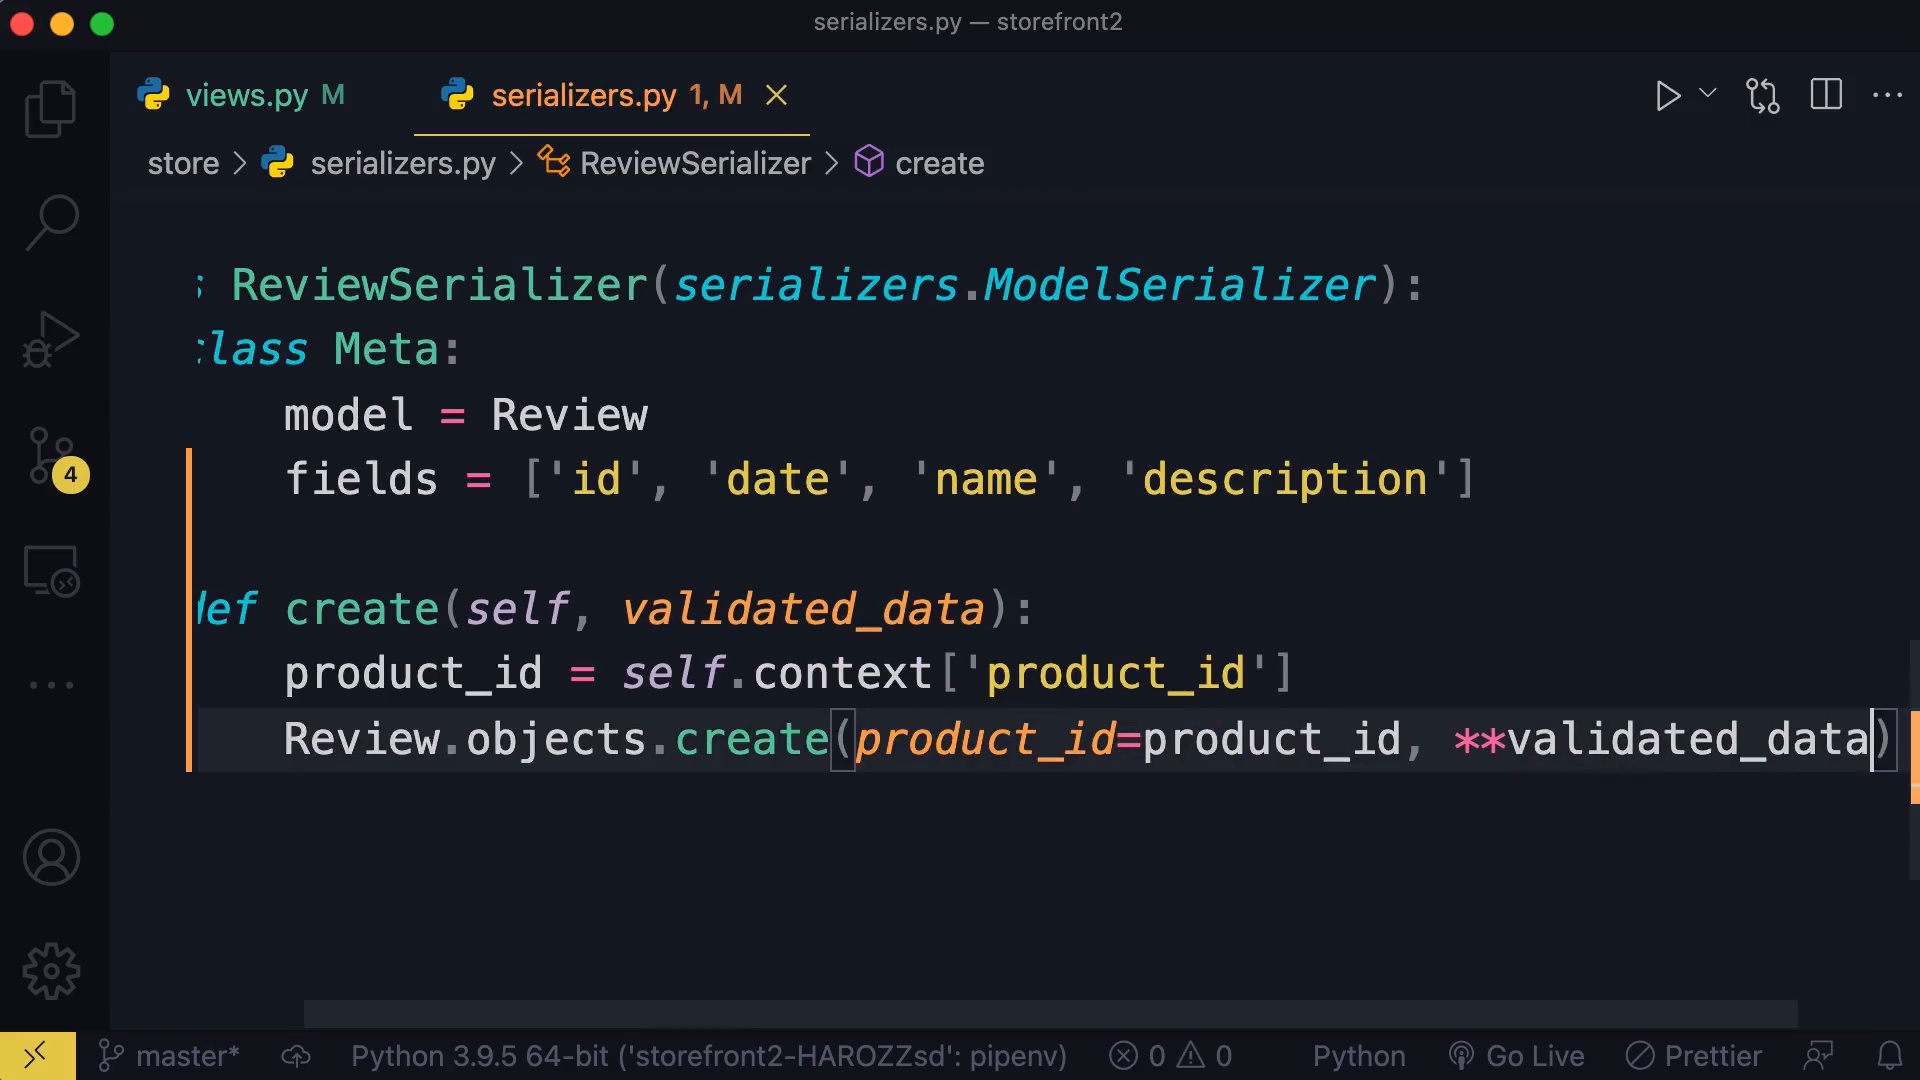 serializers.py — storefront2
views.py M serializers.py 1, M
store > serializers.py > ReviewSerializer > create
ReviewSerializer(serializers.ModelSerializer):
class Meta:
model = Review
fields = ['id', 'date', 'name', 'description']
def create(self, validated_data):
product_id = self.context['product_id']
Review.objects.create(product_id=product_id, **validated_data)
4
master* Python 3.9.5 64-bit ('storefront2-HAROZZsd': pipenv) 0 0 Python Go Live Prettier